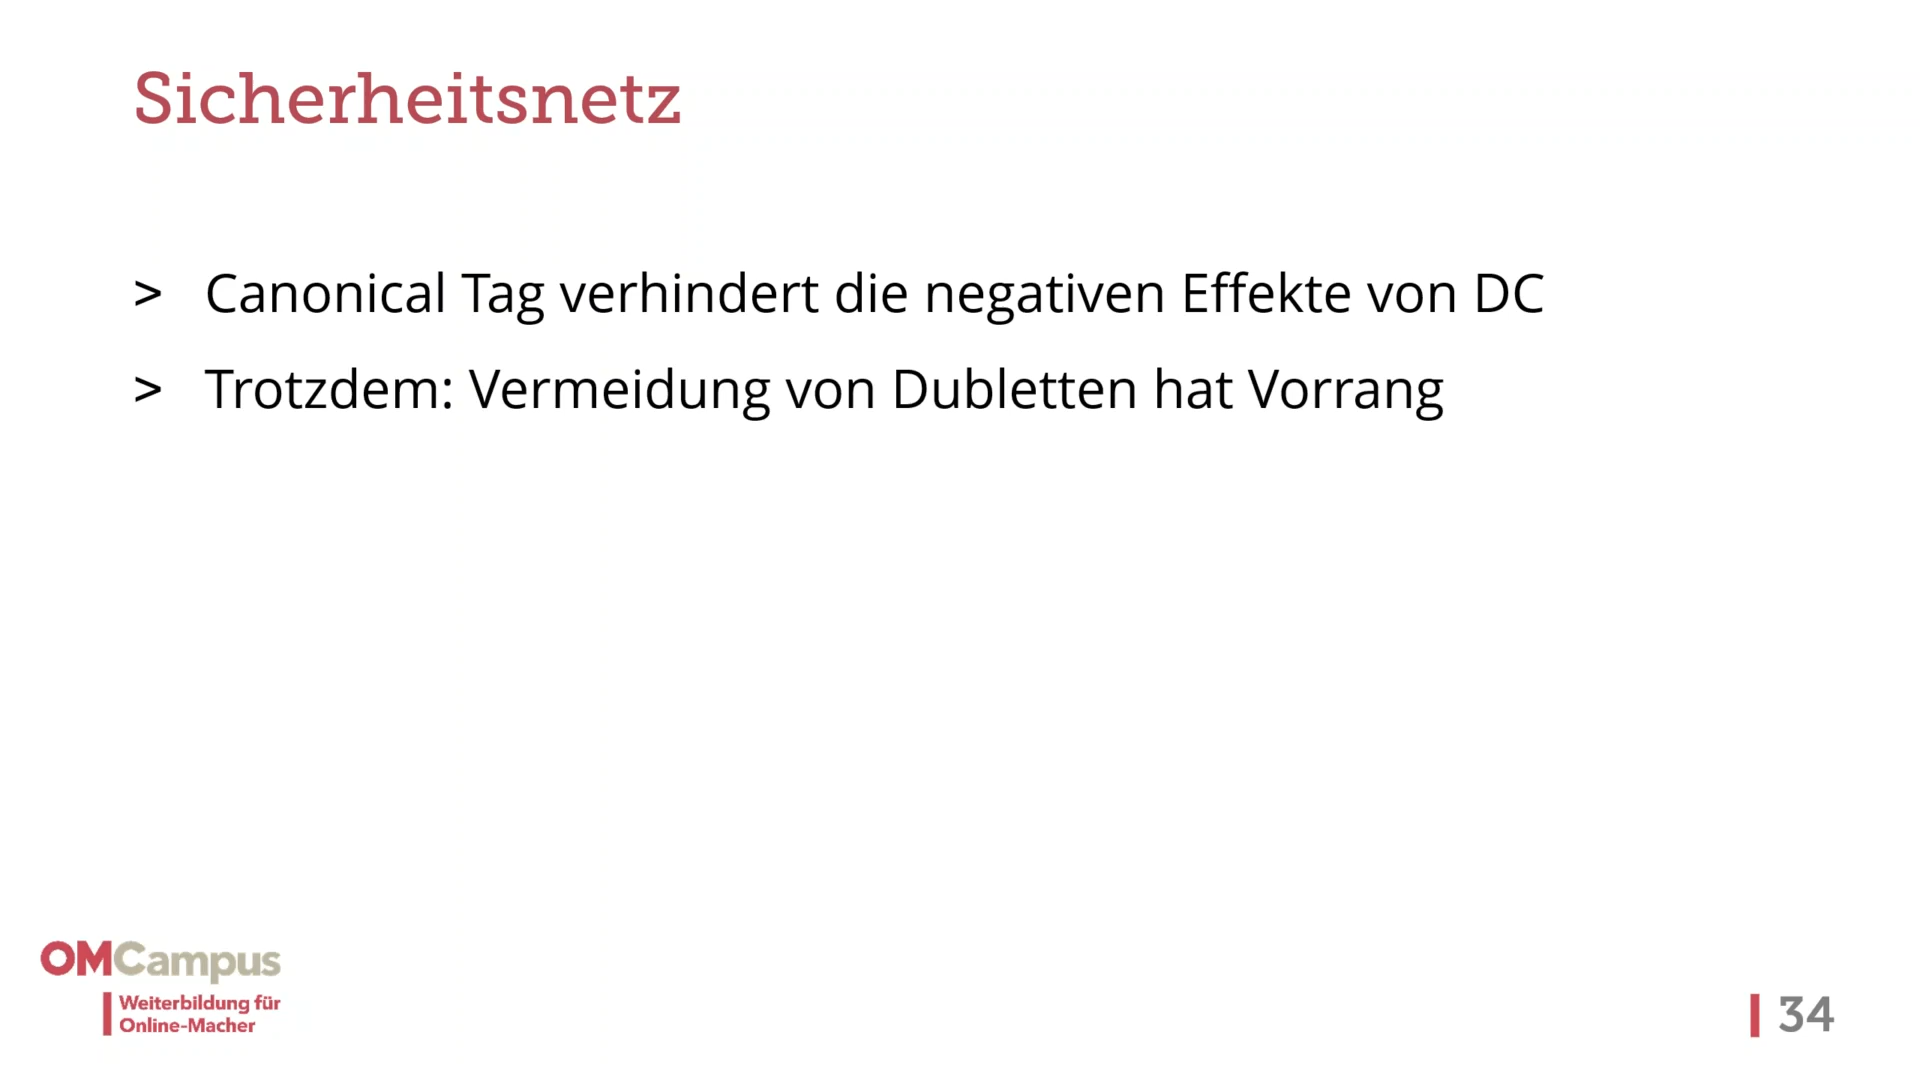 Sicherheitsnetz
> Canonical Tag verhindert die negativen Effekte von DC
> Trotzdem: Vermeidung von Dubletten hat Vorrang
OMCampus
Weiterbildung für
Online-Macher
34